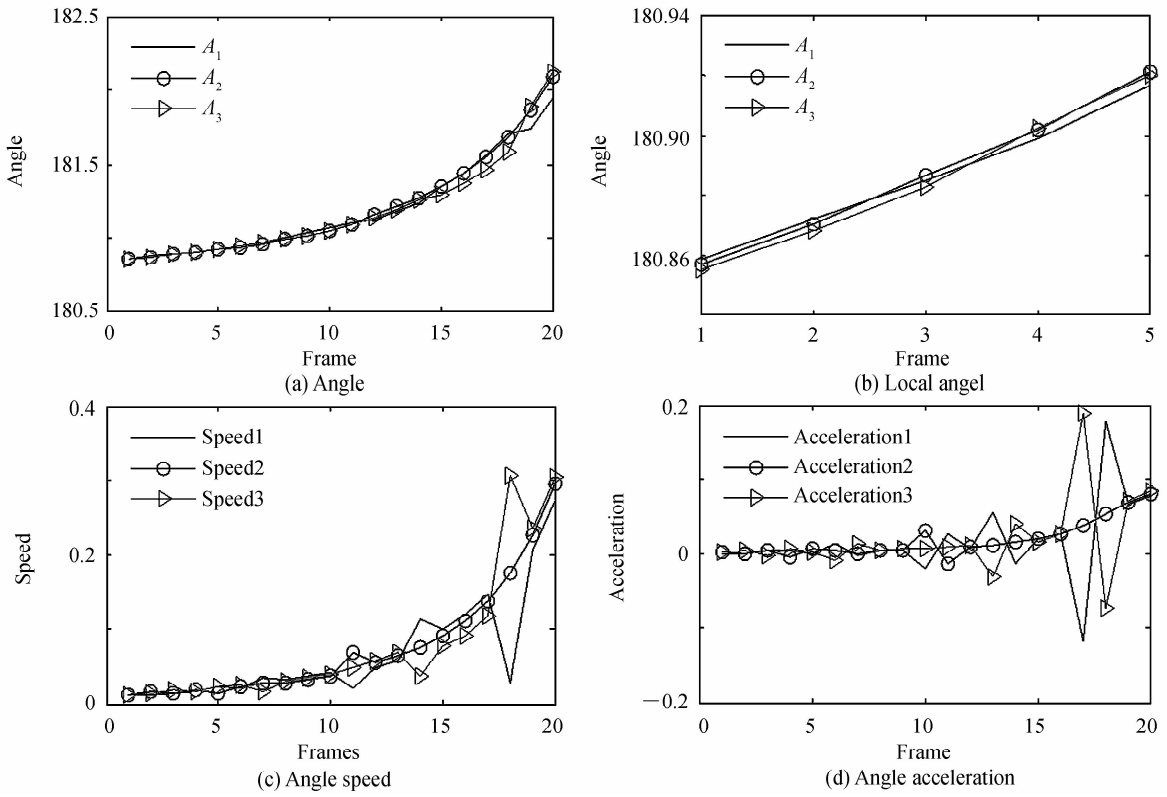 182.5
A1
A2
A3
Angle
181.5
180.5
0 5 10 15 20
Frame
(a) Angle
180.94
A1
A2
A3
Angle
180.90
180.86
1 2 3 4 5
Frame
(b) Local angel
0.4
Speed1
Speed2
Speed3
Speed
0.2
0
0 5 10 15 20
Frames
(c) Angle speed
0.2
Acceleration1
Acceleration2
Acceleration3
Acceleration
0
−0.2
0 5 10 15 20
Frame
(d) Angle acceleration